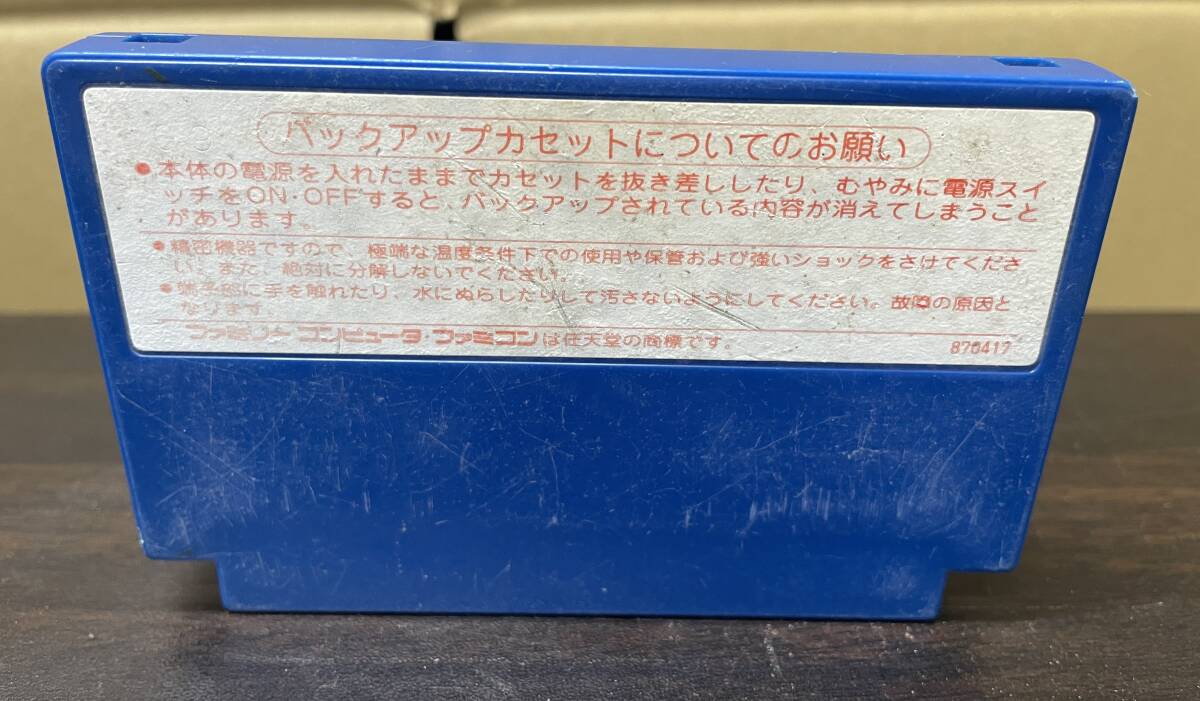 バックアップカセットについてのお願い
●本体の電源を入れたままでカセットを抜き差ししたり、むやみに電源スイ
ッチをON・OFFすると、バックアップされている内容が消えてしまうこと
があります。
●精密機器ですので、極端な温度条件下での使用や保管および強いショックをさけてくださ
い。また、絶対に分解しないでください。
●端子部に手を触れたり、水にぬらしたりして汚さないようにしてください。故障の原因と
なります。
ファミリーコンピュータ・ファミコンは任天堂の商標です。
870417